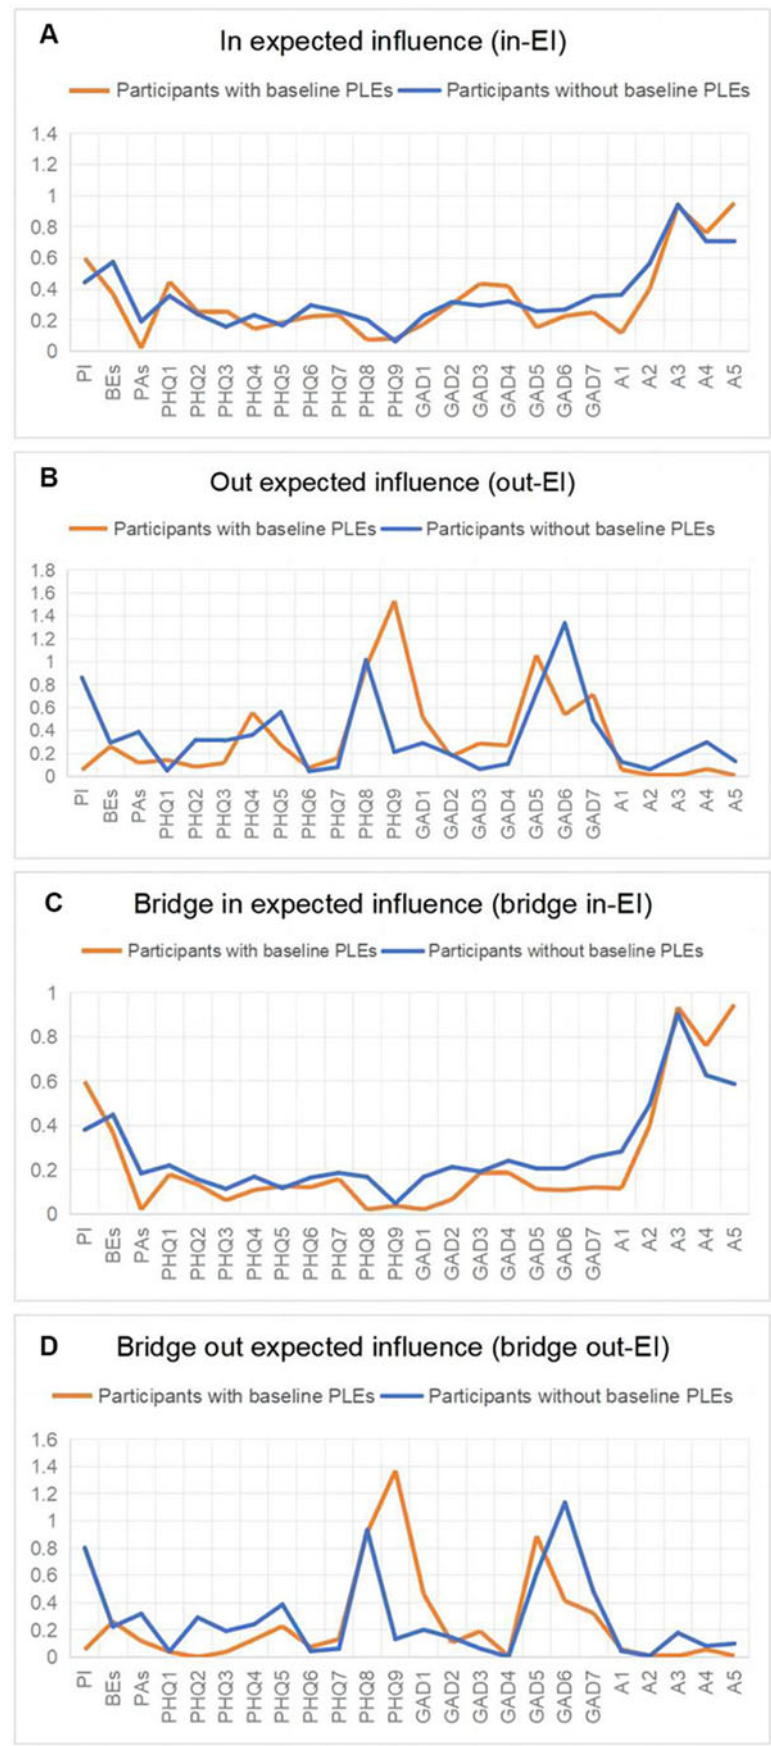 A
In expected influence (in-EI)
Participants with baseline PLEs Participants without baseline PLEs
1.4
1.2
1
0.8
0.6
0.4
0.2
0
PI BEs PAs PHQ1 PHQ2 PHQ3 PHQ4 PHQ5 PHQ6 PHQ7 PHQ8 PHQ9 GAD1 GAD2 GAD3 GAD4 GAD5 GAD6 GAD7 A1 A2 A3 A4 A5
B
Out expected influence (out-EI)
Participants with baseline PLEs Participants without baseline PLEs
1.8
1.6
1.4
1.2
1
0.8
0.6
0.4
0.2
0
PI BEs PAs PHQ1 PHQ2 PHQ3 PHQ4 PHQ5 PHQ6 PHQ7 PHQ8 PHQ9 GAD1 GAD2 GAD3 GAD4 GAD5 GAD6 GAD7 A1 A2 A3 A4 A5
C
Bridge in expected influence (bridge in-EI)
Participants with baseline PLEs Participants without baseline PLEs
1
0.8
0.6
0.4
0.2
0
PI BEs PAs PHQ1 PHQ2 PHQ3 PHQ4 PHQ5 PHQ6 PHQ7 PHQ8 PHQ9 GAD1 GAD2 GAD3 GAD4 GAD5 GAD6 GAD7 A1 A2 A3 A4 A5
D
Bridge out expected influence (bridge out-EI)
Participants with baseline PLEs Participants without baseline PLEs
1.6
1.4
1.2
1
0.8
0.6
0.4
0.2
0
PI BEs PAs PHQ1 PHQ2 PHQ3 PHQ4 PHQ5 PHQ6 PHQ7 PHQ8 PHQ9 GAD1 GAD2 GAD3 GAD4 GAD5 GAD6 GAD7 A1 A2 A3 A4 A5